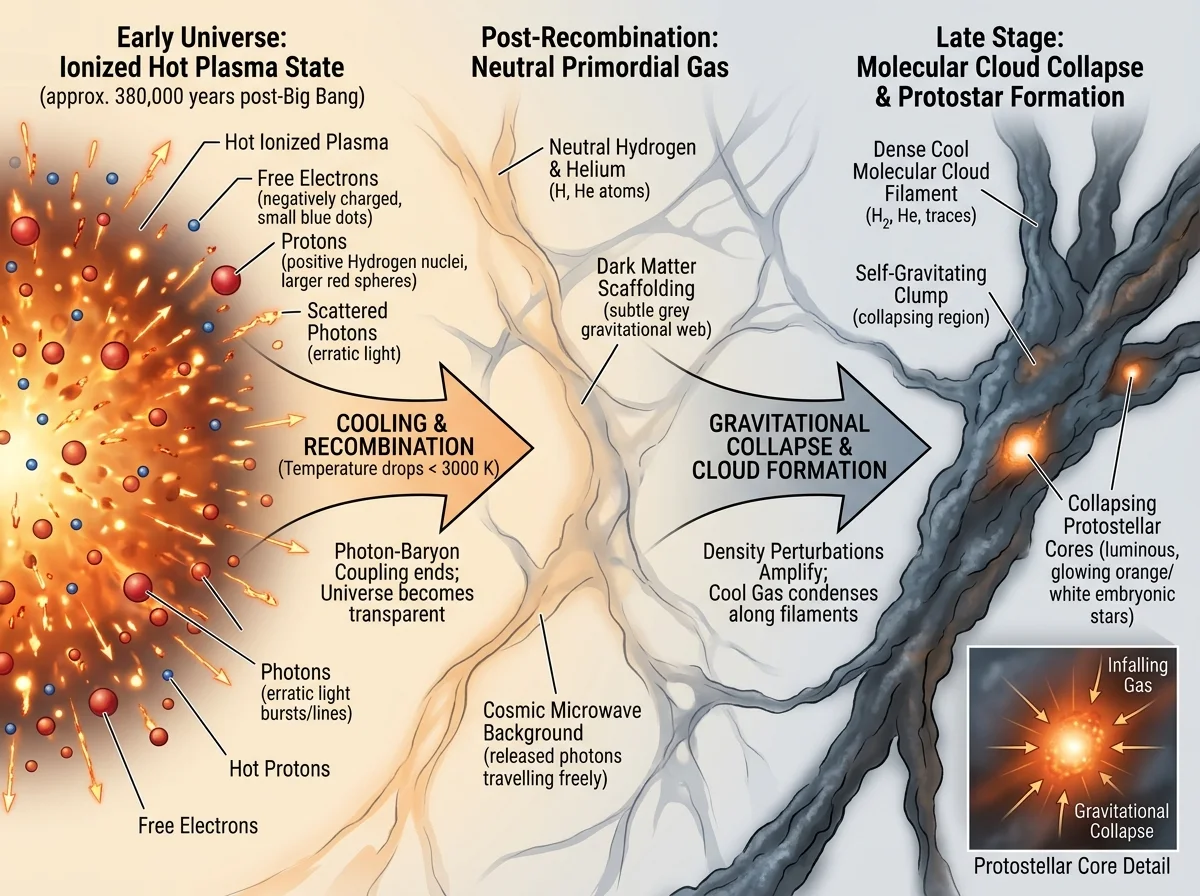 Early Universe:
Ionized Hot Plasma State
(approx. 380,000 years post-Big Bang)
Hot Ionized Plasma
Free Electrons
(negatively charged,
small blue dots)
Protons
(positive Hydrogen nuclei,
larger red spheres)
Scattered
Photons
(erratic light)
COOLING &
RECOMBINATION
(Temperature drops < 3000 K)
Photon-Baryon
Coupling ends;
Universe becomes
transparent
Photons
(erratic light
bursts/lines)
Hot Protons
Free Electrons
Post-Recombination:
Neutral Primordial Gas
Neutral Hydrogen
& Helium
(H, He atoms)
Dark Matter
Scaffolding
(subtle grey
gravitational web)
GRAVITATIONAL
COLLAPSE &
CLOUD FORMATION
Density Perturbations
Amplify;
Cool Gas condenses
along filaments
Cosmic Microwave
Background
(released photons
travelling freely)
Late Stage:
Molecular Cloud Collapse
& Protostar Formation
Dense Cool
Molecular Cloud
Filament
(H₂, He, traces)
Self-Gravitating
Clump
(collapsing region)
Collapsing
Protostellar
Cores (luminous,
glowing orange/
white embryonic
stars)
Infalling
Gas
Gravitational
Collapse
Protostellar Core Detail